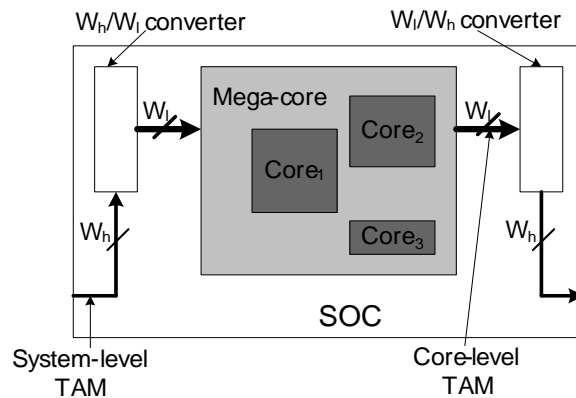 Wₕ/Wₗ converter
Wₗ/Wₕ converter
Mega-core
Wₗ
Wₗ
Core₂
Core₁
Wₕ
Core₃
Wₕ
SOC
System-level
TAM
Core-level
TAM